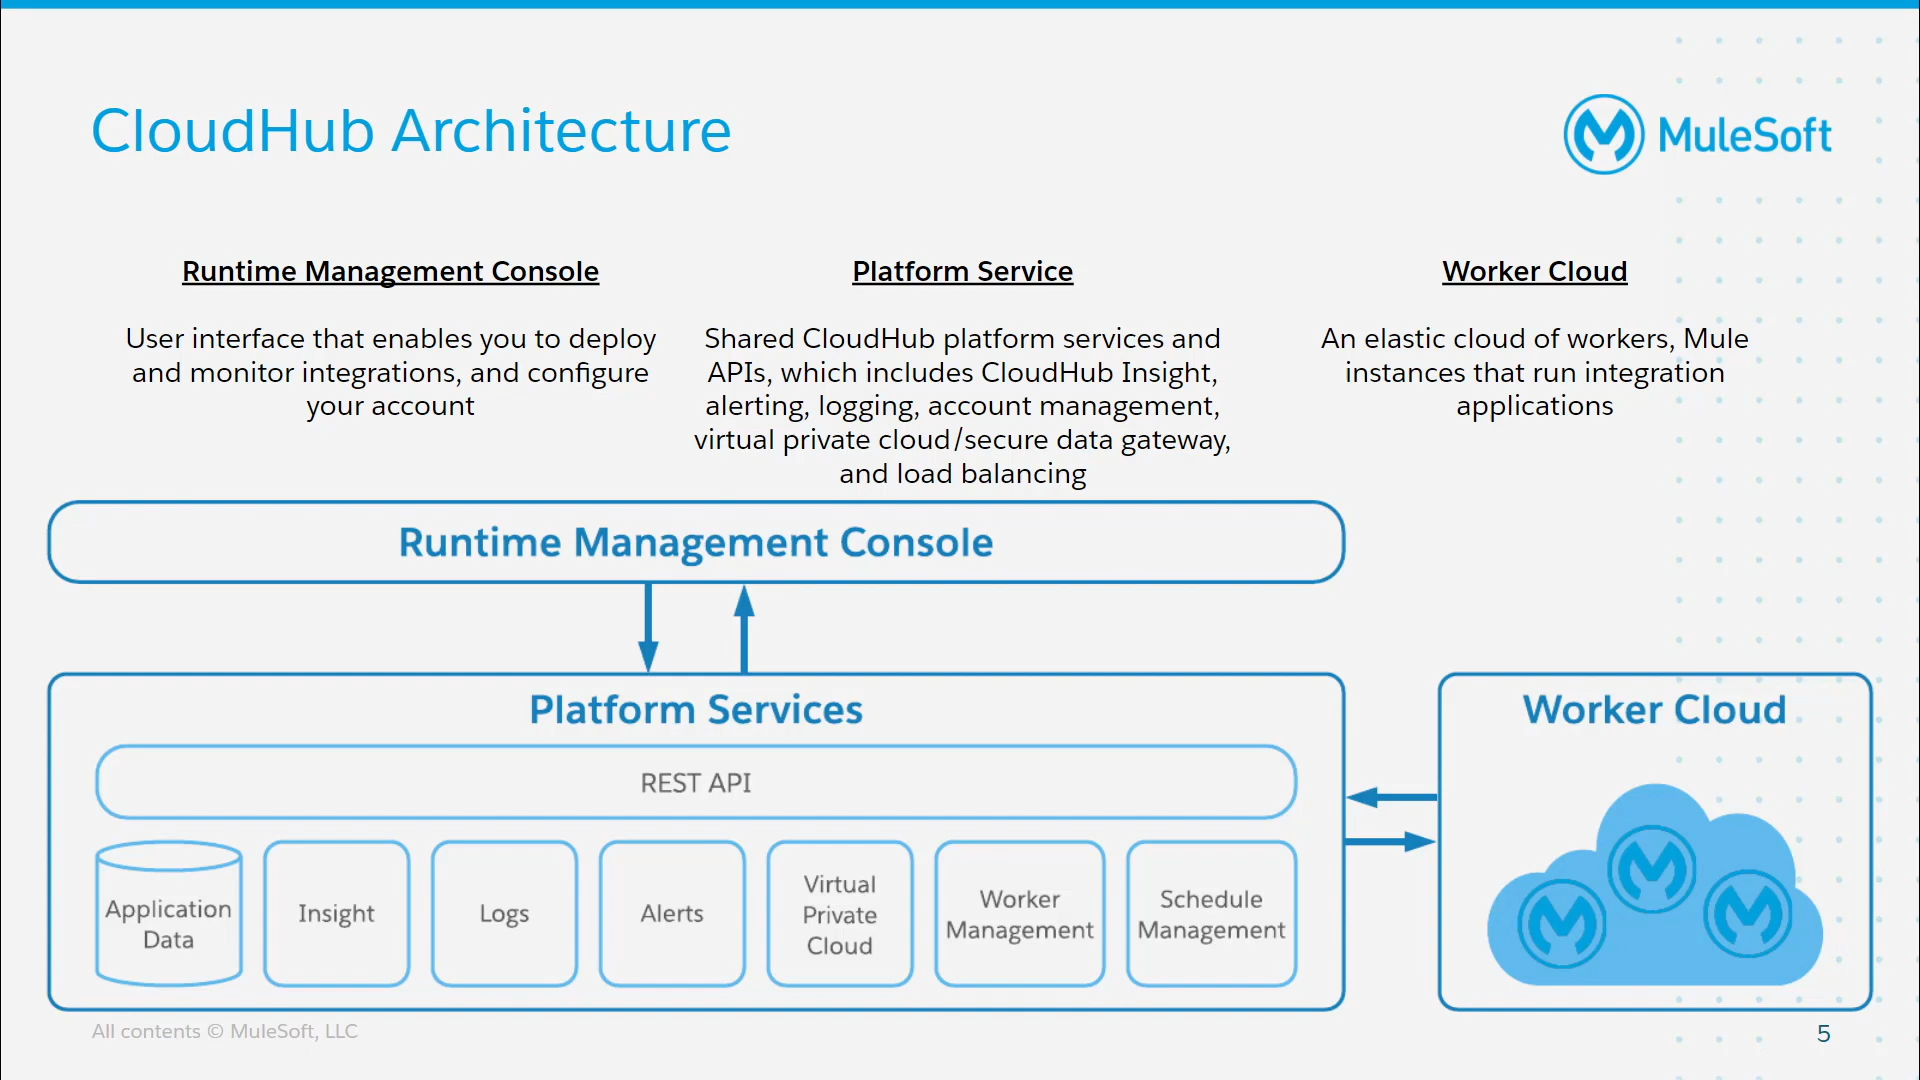 CloudHub Architecture
MuleSoft
Runtime Management Console
User interface that enables you to deploy
and monitor integrations, and configure
your account
Platform Service
Shared CloudHub platform services and
APIs, which includes CloudHub Insight,
alerting, logging, account management,
virtual private cloud/secure data gateway,
and load balancing
Worker Cloud
An elastic cloud of workers, Mule
instances that run integration
applications
Runtime Management Console
Platform Services
REST API
Application
Data
Insight
Logs
Alerts
Virtual
Private
Cloud
Worker
Management
Schedule
Management
Worker Cloud
All contents © MuleSoft, LLC
5